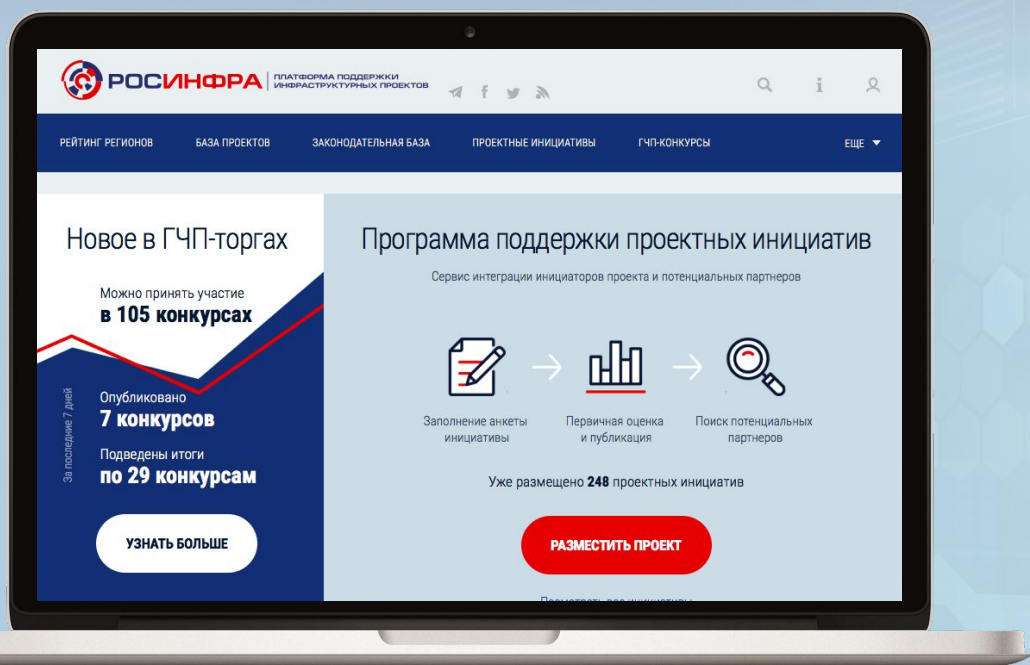 РОСИНФРА
ПЛАТФОРМА ПОДДЕРЖКИ
ИНФРАСТРУКТУРНЫХ ПРОЕКТОВ
РЕЙТИНГ РЕГИОНОВ
БАЗА ПРОЕКТОВ
ЗАКОНОДАТЕЛЬНАЯ БАЗА
ПРОЕКТНЫЕ ИНИЦИАТИВЫ
ГЧП-КОНКУРСЫ
ЕЩЕ
Новое в ГЧП-торгах
Можно принять участие
в 105 конкурсах
За последние 7 дней
Опубликовано
7 конкурсов
Подведены итоги
по 29 конкурсам
УЗНАТЬ БОЛЬШЕ
Программа поддержки проектных инициатив
Сервис интеграции инициаторов проекта и потенциальных партнеров
Заполнение анкеты
инициативы
Первичная оценка
и публикация
Поиск потенциальных
партнеров
Уже размещено 248 проектных инициатив
РАЗМЕСТИТЬ ПРОЕКТ
Посмотреть все инициативы